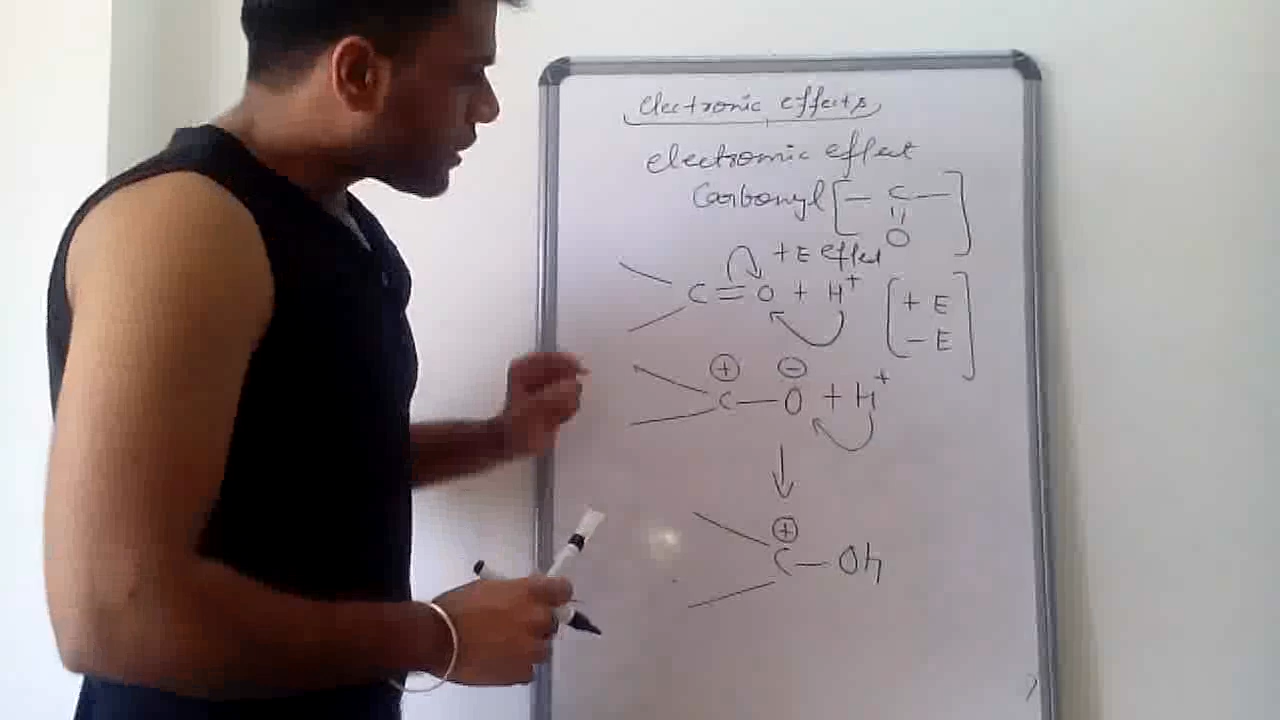 electronic effects
electromic effect
Carbonyl [— C —]
||
O
+ E effect
C = O + H+
[+ E
− E]
⊕ ⊖
C — O + H+
↓
⊕
C — Oh